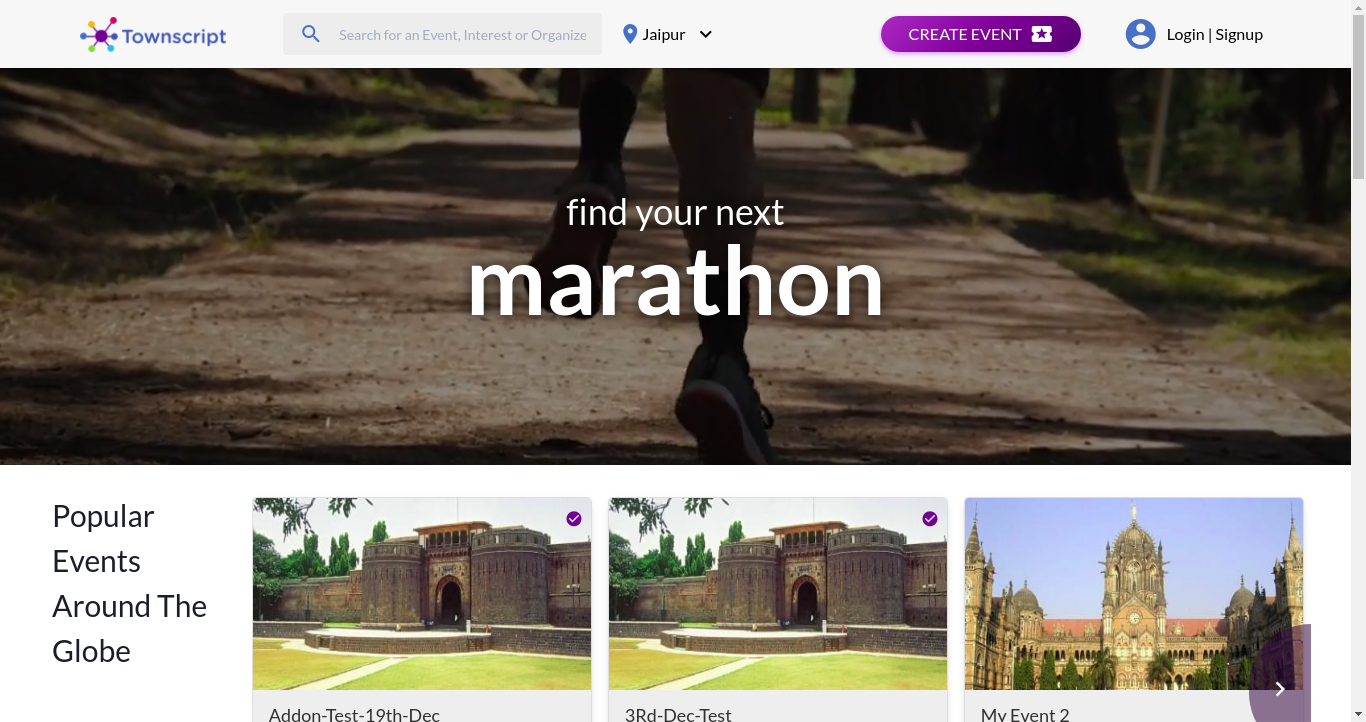 Townscript
Search for an Event, Interest or Organize
Jaipur
CREATE EVENT
Login | Signup
find your next
marathon
Popular
Events
Around The
Globe
Addon-Test-19th-Dec
3Rd-Dec-Test
My Event 2